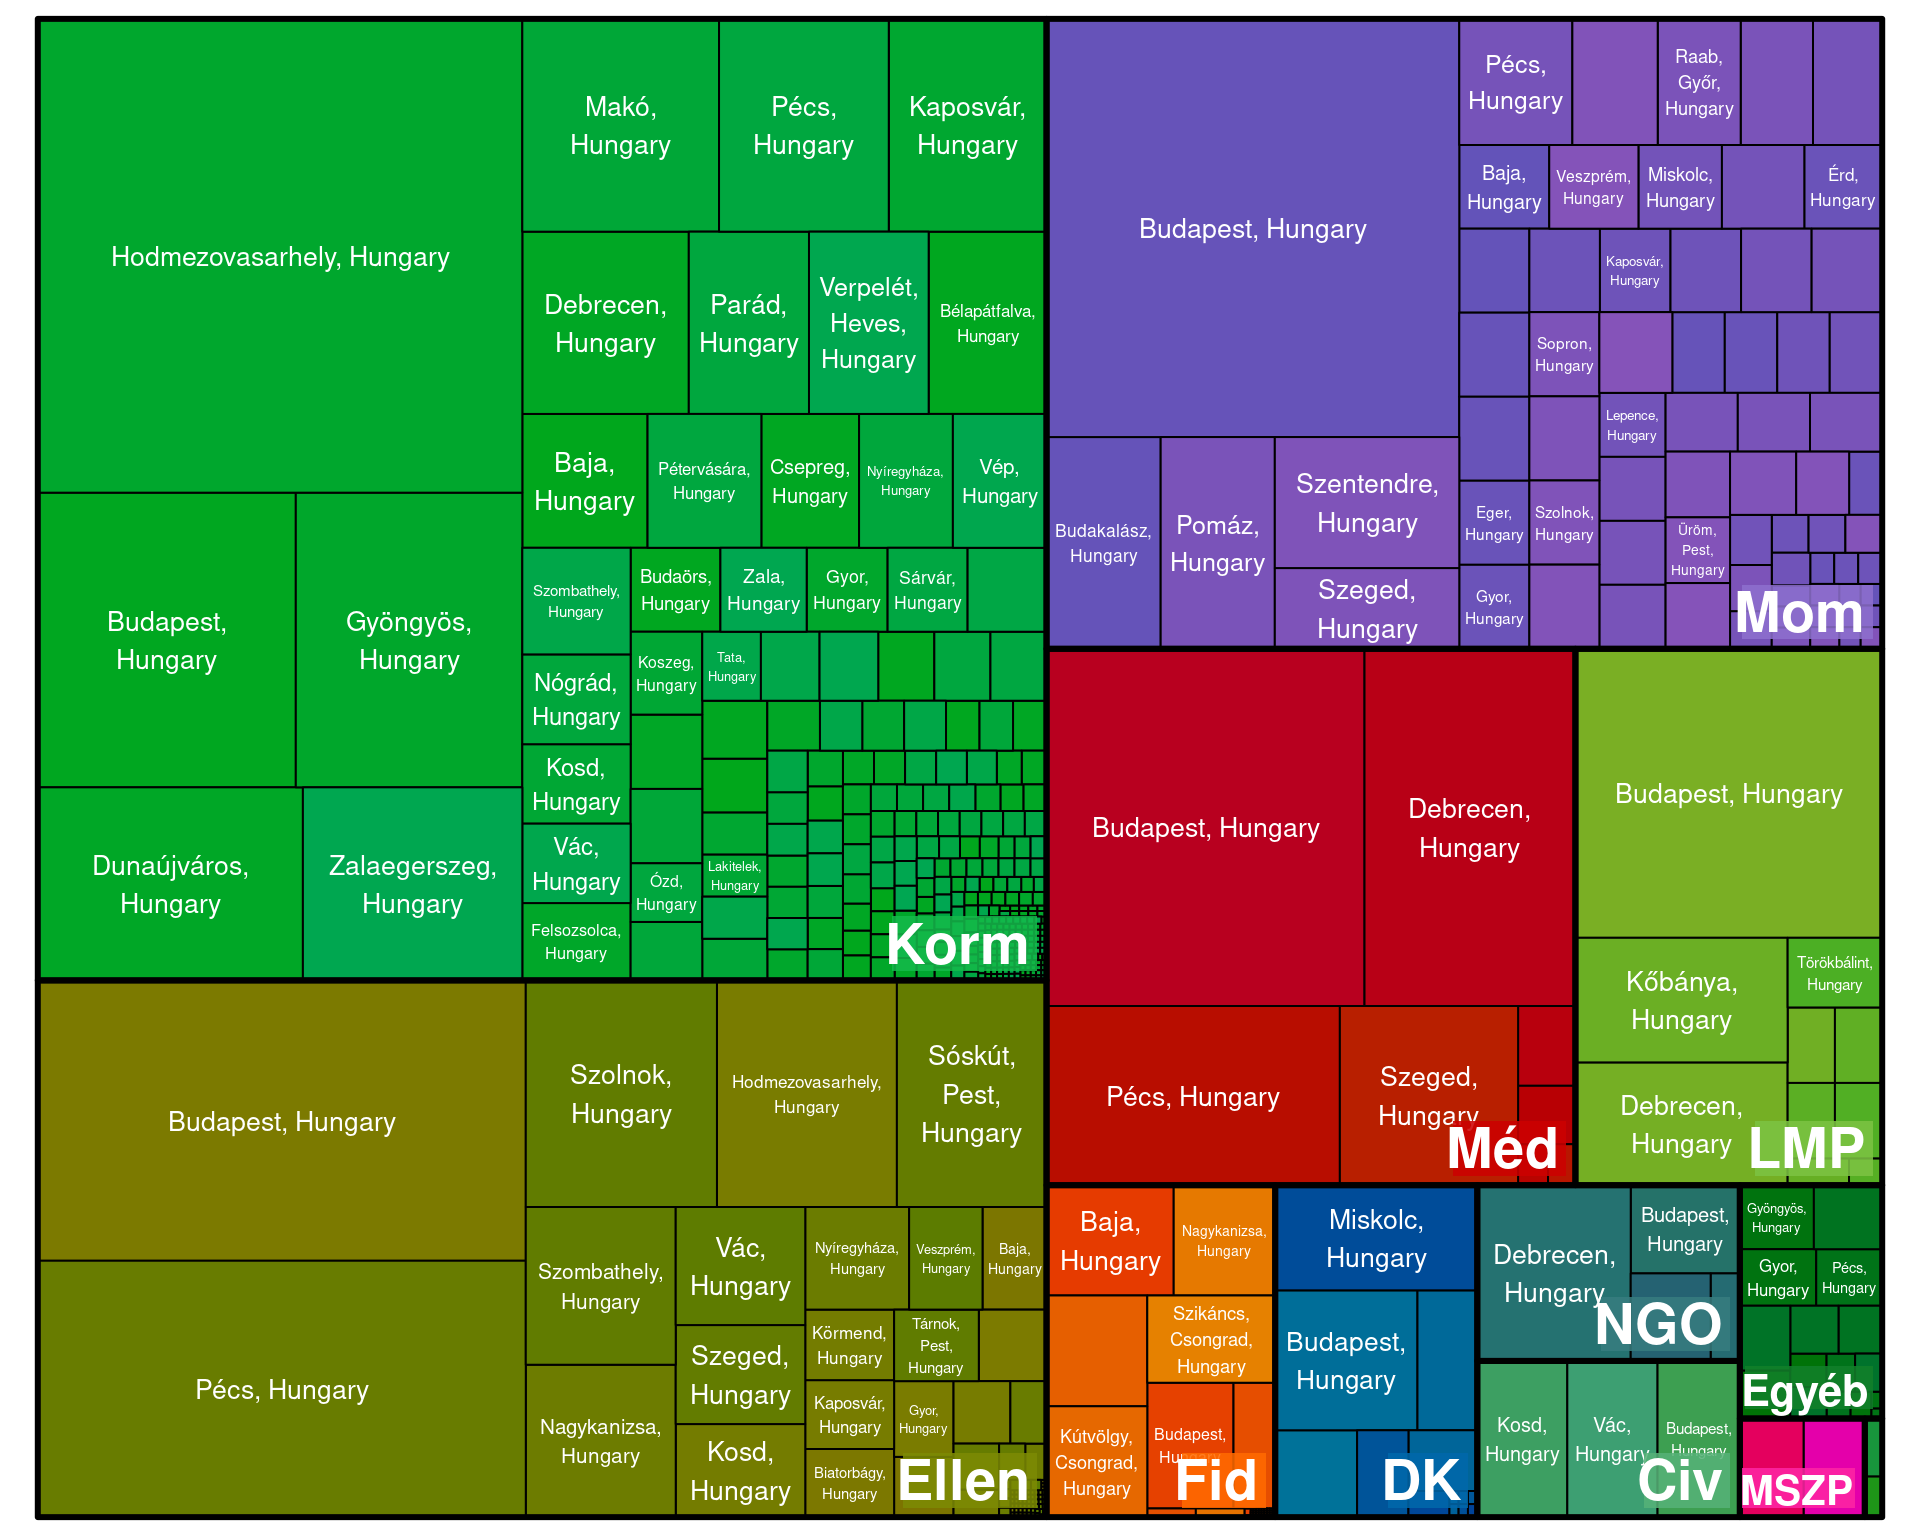 Hodmezovasarhely, Hungary
Makó,
Hungary
Pécs,
Hungary
Kaposvár,
Hungary
Debrecen,
Hungary
Parád,
Hungary
Verpelét,
Heves,
Hungary
Bélapátfalva,
Hungary
Baja,
Hungary
Pétervására,
Hungary
Csepreg,
Hungary
Nyíregyháza,
Hungary
Vép,
Hungary
Budapest,
Hungary
Gyöngyös,
Hungary
Szombathely,
Hungary
Budaörs,
Hungary
Zala,
Hungary
Gyor,
Hungary
Sárvár,
Hungary
Nógrád,
Hungary
Koszeg,
Hungary
Tata,
Hungary
Kosd,
Hungary
Dunaújváros,
Hungary
Zalaegerszeg,
Hungary
Vác,
Hungary
Ózd,
Hungary
Lakitelek,
Hungary
Felsozsolca,
Hungary
Korm
Budapest, Hungary
Pécs,
Hungary
Raab,
Győr,
Hungary
Baja,
Hungary
Veszprém,
Hungary
Miskolc,
Hungary
Érd,
Hungary
Kaposvár,
Hungary
Sopron,
Hungary
Lepence,
Hungary
Budakalász,
Hungary
Pomáz,
Hungary
Szentendre,
Hungary
Szeged,
Hungary
Eger,
Hungary
Szolnok,
Hungary
Üröm,
Pest,
Hungary
Gyor,
Hungary
Mom
Budapest, Hungary
Debrecen,
Hungary
Pécs, Hungary
Szeged,
Hungary
Méd
Budapest, Hungary
Kőbánya,
Hungary
Törökbálint,
Hungary
Debrecen,
Hungary
LMP
Budapest, Hungary
Pécs, Hungary
Szolnok,
Hungary
Hodmezovasarhely,
Hungary
Sóskút,
Pest,
Hungary
Szombathely,
Hungary
Vác,
Hungary
Nyíregyháza,
Hungary
Veszprém,
Hungary
Baja,
Hungary
Szeged,
Hungary
Körmend,
Hungary
Tárnok,
Pest,
Hungary
Nagykanizsa,
Hungary
Kaposvár,
Hungary
Gyor,
Hungary
Kosd,
Hungary
Biatorbágy,
Hungary
Ellen
Baja,
Hungary
Nagykanizsa,
Hungary
Szikáncs,
Csongrad,
Hungary
Kútvölgy,
Csongrad,
Hungary
Budapest,
Hungary
Fid
Miskolc,
Hungary
Budapest,
Hungary
DK
Debrecen,
Hungary
Budapest,
Hungary
NGO
Kosd,
Hungary
Vác,
Hungary
Budapest,
Hungary
Civ
Gyöngyös,
Hungary
Gyor,
Hungary
Pécs,
Hungary
Egyéb
MSZP